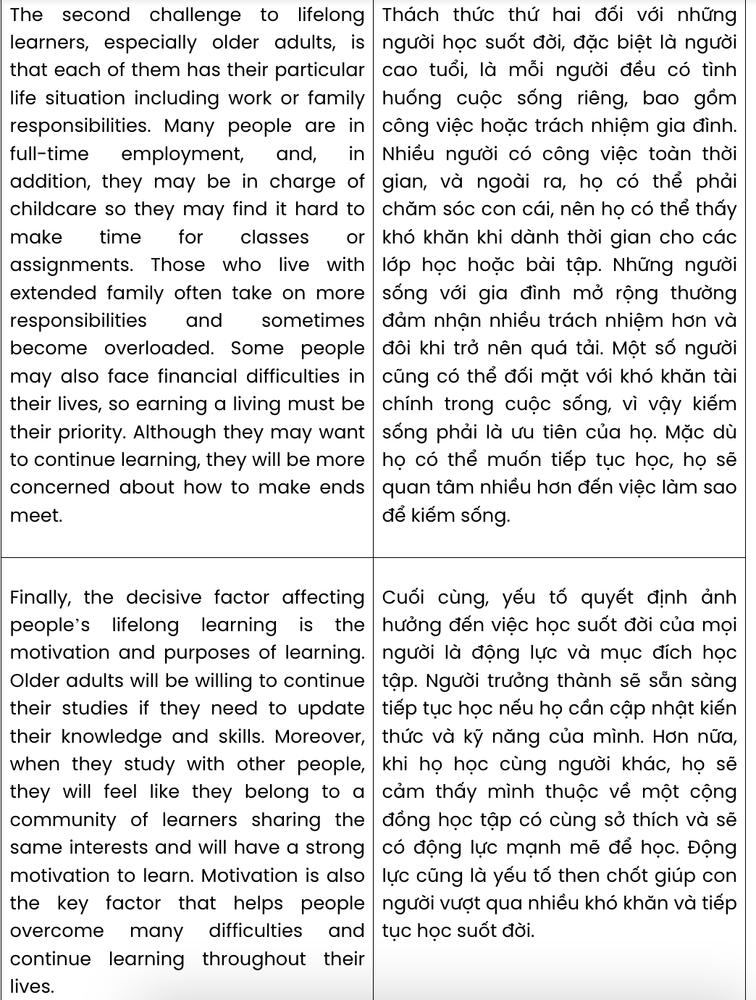 The second challenge to lifelong
learners, especially older adults, is
that each of them has their particular
life situation including work or family
responsibilities. Many people are in
full-time employment, and, in
addition, they may be in charge of
childcare so they may find it hard to
make time for classes or
assignments. Those who live with
extended family often take on more
responsibilities and sometimes
become overloaded. Some people
may also face financial difficulties in
their lives, so earning a living must be
their priority. Although they may want
to continue learning, they will be more
concerned about how to make ends
meet.
Thách thức thứ hai đối với những
người học suốt đời, đặc biệt là người
cao tuổi, là mỗi người đều có tình
huống cuộc sống riêng, bao gồm
công việc hoặc trách nhiệm gia đình.
Nhiều người có công việc toàn thời
gian, và ngoài ra, họ có thể phải
chăm sóc con cái, nên họ có thể thấy
khó khăn khi dành thời gian cho các
lớp học hoặc bài tập. Những người
sống với gia đình mở rộng thường
đảm nhận nhiều trách nhiệm hơn và
đôi khi trở nên quá tải. Một số người
cũng có thể đối mặt với khó khăn tài
chính trong cuộc sống, vì vậy kiếm
sống phải là ưu tiên của họ. Mặc dù
họ có thể muốn tiếp tục học, họ sẽ
quan tâm nhiều hơn đến việc làm sao
để kiếm sống.
Finally, the decisive factor affecting
people’s lifelong learning is the
motivation and purposes of learning.
Older adults will be willing to continue
their studies if they need to update
their knowledge and skills. Moreover,
when they study with other people,
they will feel like they belong to a
community of learners sharing the
same interests and will have a strong
motivation to learn. Motivation is also
the key factor that helps people
overcome many difficulties and
continue learning throughout their
lives.
Cuối cùng, yếu tố quyết định ảnh
hưởng đến việc học suốt đời của mọi
người là động lực và mục đích học
tập. Người trưởng thành sẽ sẵn sàng
tiếp tục học nếu họ cần cập nhật kiến
thức và kỹ năng của mình. Hơn nữa,
khi họ học cùng người khác, họ sẽ
cảm thấy mình thuộc về một cộng
đồng học tập có cùng sở thích và sẽ
có động lực mạnh mẽ để học. Động
lực cũng là yếu tố then chốt giúp con
người vượt qua nhiều khó khăn và tiếp
tục học suốt đời.